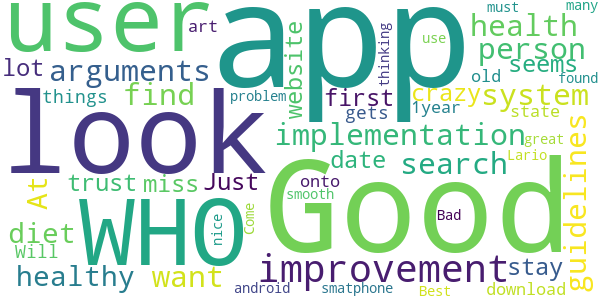 user
art
app
must
many
health
person
use
lot
arguments
website
thinking
seems
old
found
look
things
find
problem
first
crazy
system
gets
1year
state
implementation
great
At
trust
miss
Just
date
search
Lario
guidelines
onto
smooth
diet
WHO
nice
Come
Good
Bad
Will
healthy
want
improvement
stay
android
smatphone
Best
download